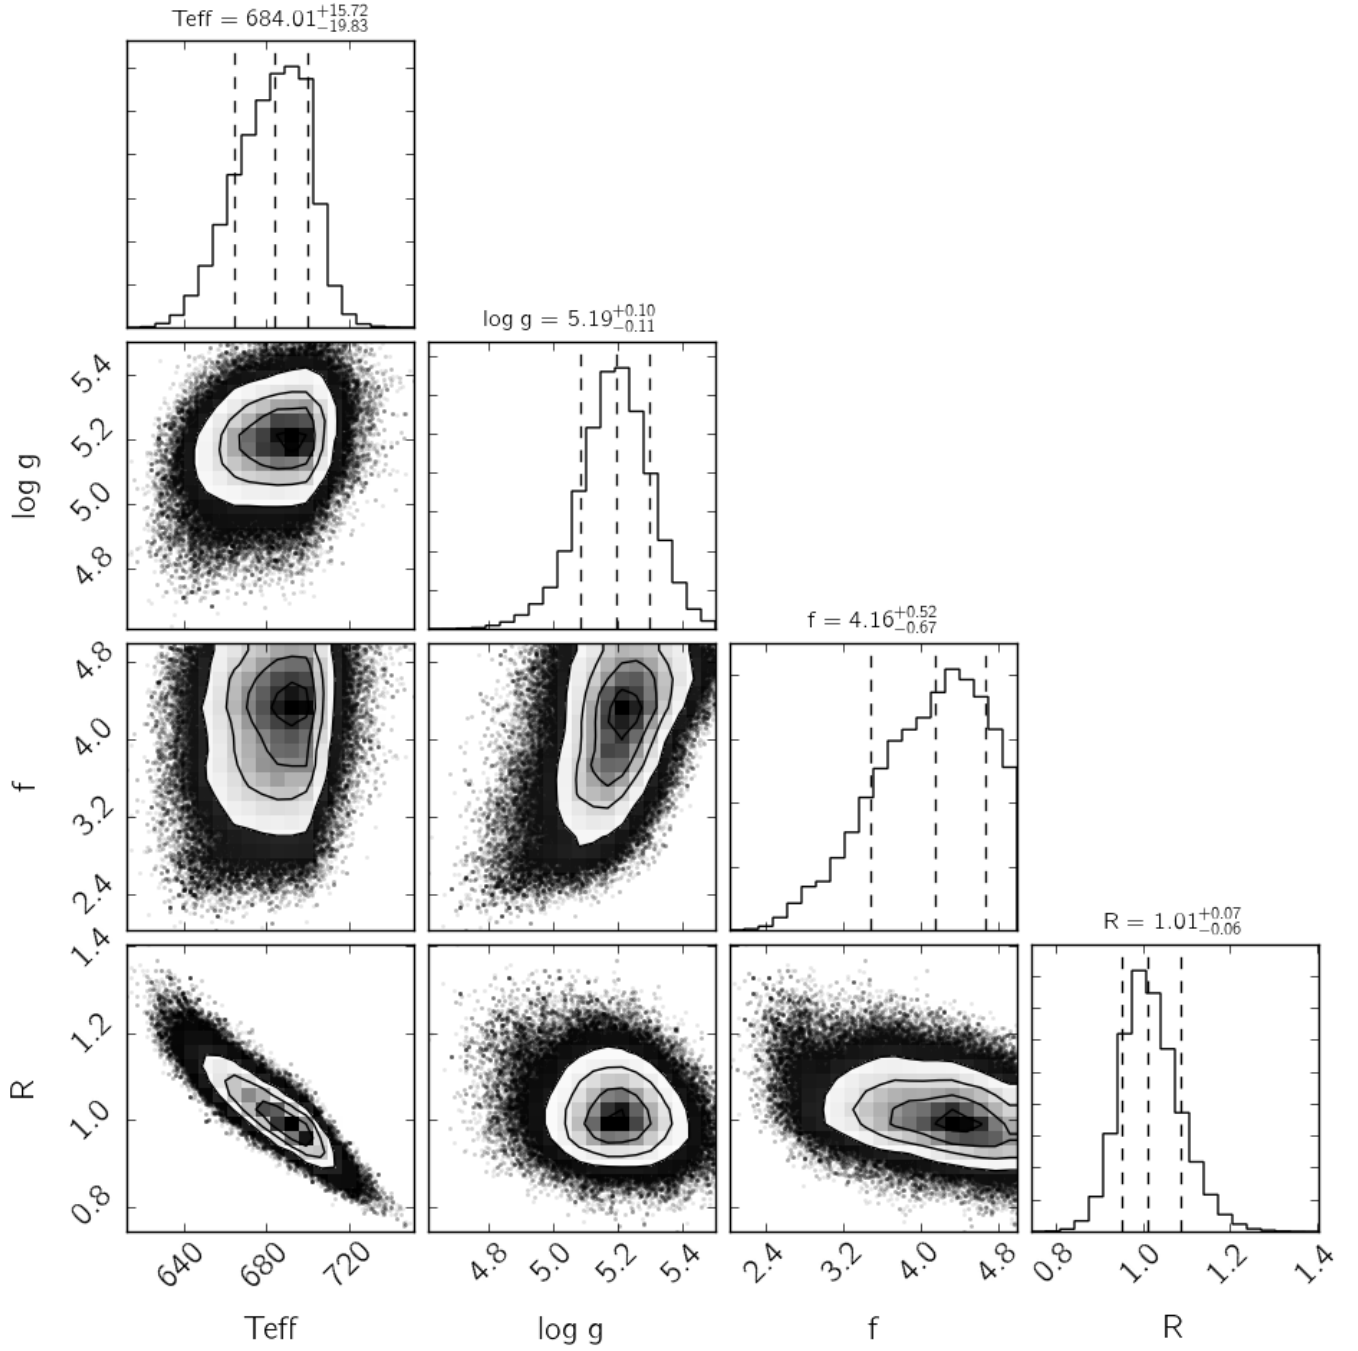 Teff = 684.01+15.72−19.83
log g = 5.19+0.10−0.11
5.4
5.2
5.0
4.8
log g
f = 4.16+0.52−0.67
4.8
4.0
3.2
2.4
f
R = 1.01+0.07−0.06
1.4
1.2
1.0
0.8
R
640 680 720
4.8 5.0 5.2 5.4
2.4 3.2 4.0 4.8
0.8 1.0 1.2 1.4
Teff log g f R